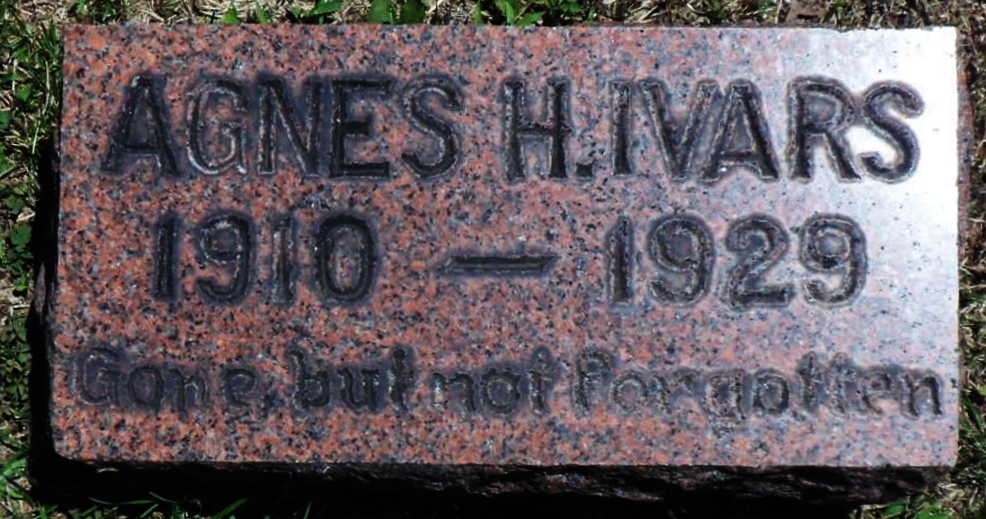 AGNES H. IVARS
1910 — 1929
Gone, but not forgotten